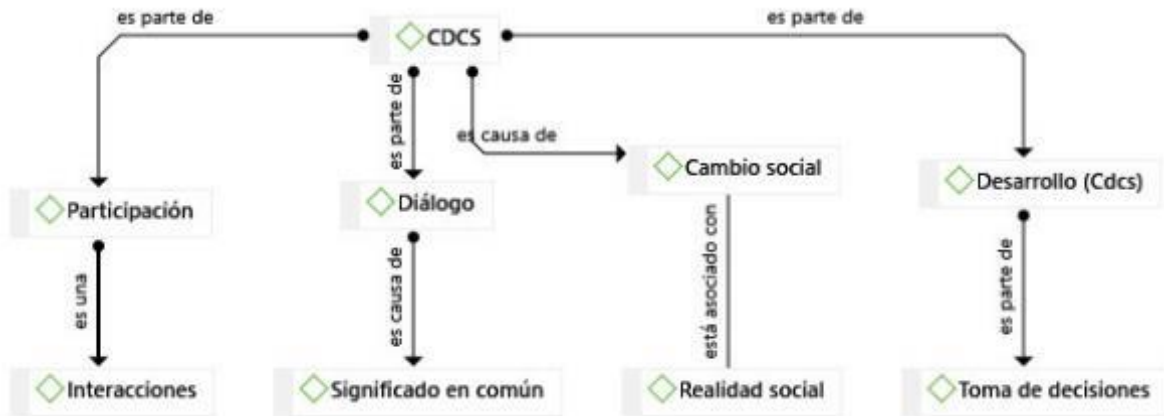 es parte de
CDCS
es parte de
es parte de
es causa de
Cambio social
Desarrollo (Cdcs)
Participación
Diálogo
es una
es causa de
está asociado con
es parte de
Interacciones
Significado en común
Realidad social
Toma de decisiones